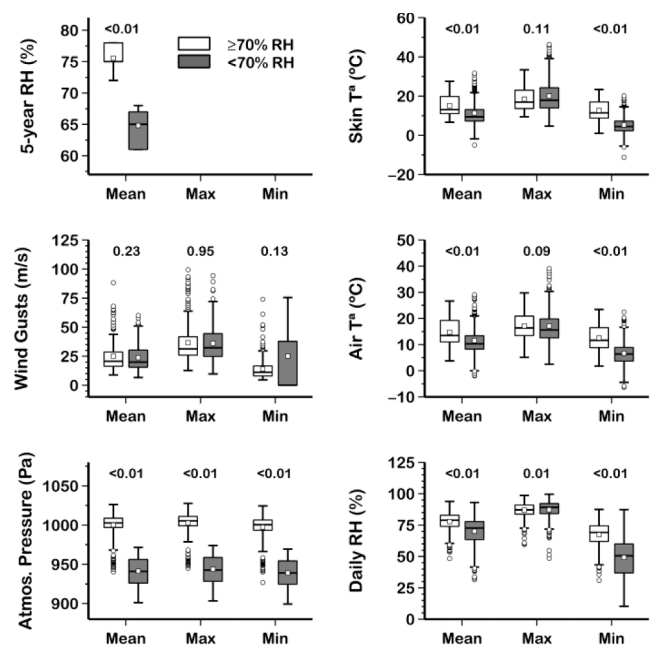 5-year RH (%)
80
75
70
65
60
<0.01
≥70% RH
<70% RH
Mean Max Min
Skin Tª (ºC)
60
40
20
0
−20
<0.01 0.11 <0.01
Mean Max Min
Wind Gusts (m/s)
125
100
75
50
25
0
0.23 0.95 0.13
Mean Max Min
Air Tª (ºC)
50
40
30
20
10
0
−10
<0.01 0.09 <0.01
Mean Max Min
Atmos. Pressure (Pa)
1050
1000
950
900
<0.01 <0.01 <0.01
Mean Max Min
Daily RH (%)
125
100
75
50
25
0
<0.01 0.01 <0.01
Mean Max Min